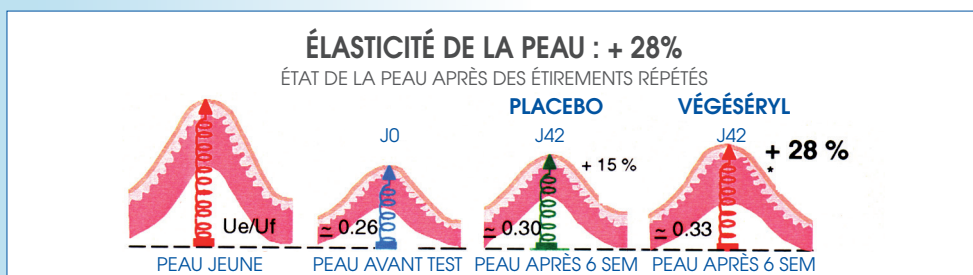 ÉLASTICITÉ DE LA PEAU : + 28%
ÉTAT DE LA PEAU APRÈS DES ÉTIREMENTS RÉPÉTÉS
PLACEBO VÉGÉSÉRYL
J0 J42 J42
+ 15 % + 28 %
*
Ue/Uf ≃ 0.26 ≃ 0.30 ≃ 0.33
PEAU JEUNE PEAU AVANT TEST PEAU APRÈS 6 SEM PEAU APRÈS 6 SEM